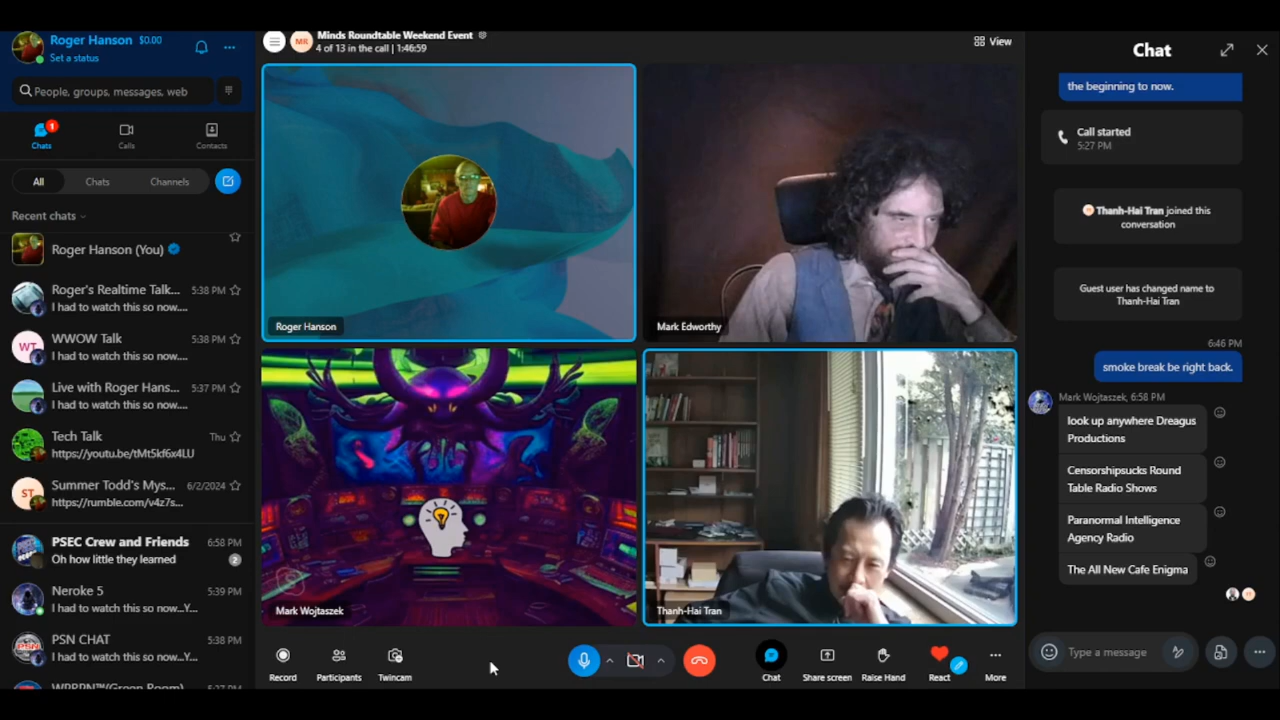 Roger Hanson $0.00
Set a status
People, groups, messages, web
1
Chats
Calls
Contacts
All
Chats
Channels
Recent chats
Roger Hanson (You)
Roger's Realtime Talk... 5:38 PM
I had to watch this so now....
WT
WWOW Talk 5:38 PM
I had to watch this so now....
Live with Roger Hans... 5:37 PM
I had to watch this so now....
Tech Talk Thu
https://youtu.be/tMt5kf6x4LU
ST
Summer Todd's Mys... 6/2/2024
https://rumble.com/v4z7s...
PSEC Crew and Friends 6:58 PM
Oh how little they learned 2
Neroke 5 5:39 PM
I had to watch this so now...Y...
PSN CHAT 5:38 PM
I had to watch this so now...Y...
MR
Minds Roundtable Weekend Event
4 of 13 in the call | 1:46:59
View
Roger Hanson
Mark Edworthy
Mark Wojtaszek
Thanh-Hai Tran
Record
Participants
Twincam
Chat
Share screen
Raise Hand
React
More
Chat
the beginning to now.
Call started
5:27 PM
Thanh-Hai Tran joined this
conversation
Guest user has changed name to
Thanh-Hai Tran
6:46 PM
smoke break be right back.
Mark Wojtaszek, 6:58 PM
look up anywhere Dreagus
Productions
Censorshipsucks Round
Table Radio Shows
Paranormal Intelligence
Agency Radio
The All New Cafe Enigma
Type a message